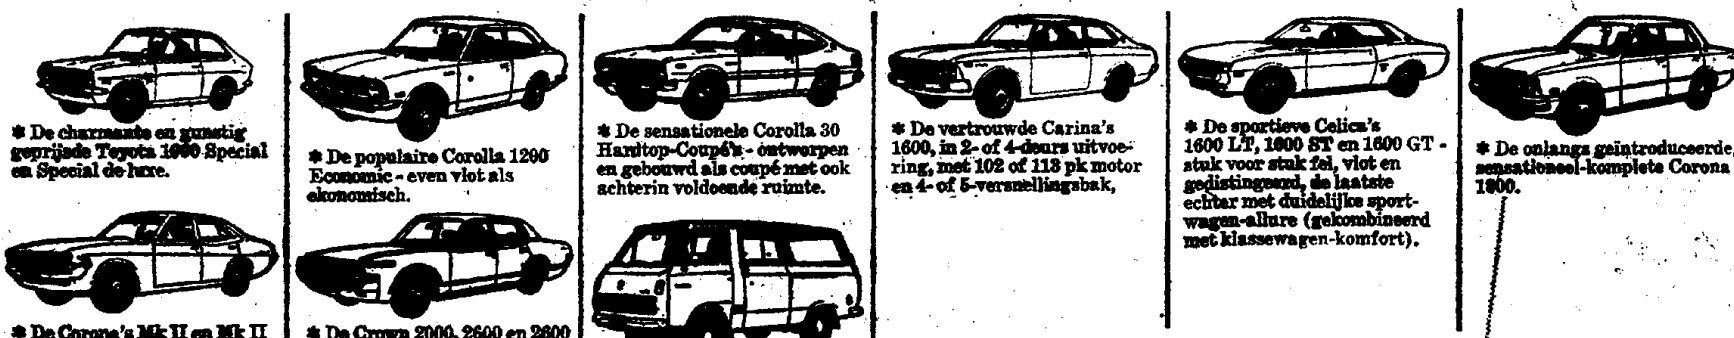 * De charmante en gunstig
geprijsde Toyota 1000 Special
en Special de luxe.
* De populaire Corolla 1200
Economic - even vlot als
ekonomisch.
* De sensationele Corolla 30
Hardtop-Coupé's - ontworpen
en gebouwd als coupé met ook
achterin voldoende ruimte.
* De vertrouwde Carina's
1600, in 2- of 4-deurs uitvoe-
ring, met 102 of 113 pk motor
en 4- of 5-versnellingsbak,
* De sportieve Celica's
1600 LT, 1600 ST en 1600 GT -
stuk voor stuk fel, vlot en
gedistingeerd, de laatste
echter met duidelijke sport-
wagen-allure (gekombineerd
met klassewagen-komfort).
* De onlangs geïntroduceerde,
sensationeel-komplete Corona
1800.
* De Corona's Mk II en Mk II
* De Crown 2000, 2600 en 2600